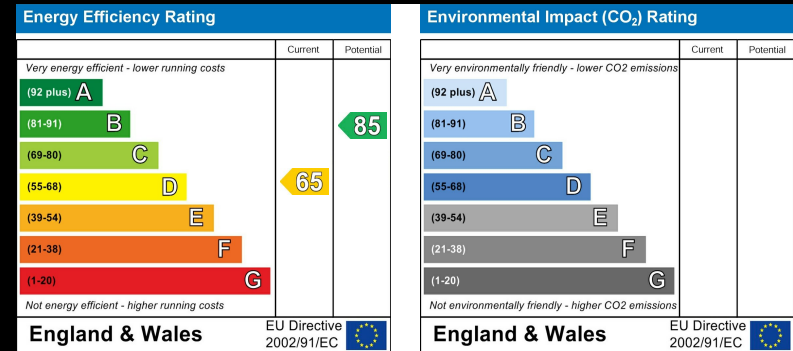 Energy Efficiency Rating
Current Potential
Very energy efficient - lower running costs
(92 plus) A
(81-91) B
85
(69-80) C
(55-68) D
65
(39-54) E
(21-38) F
(1-20) G
Not energy efficient - higher running costs
England & Wales
EU Directive
2002/91/EC
Environmental Impact (CO₂) Rating
Current Potential
Very environmentally friendly - lower CO2 emissions
(92 plus) A
(81-91) B
(69-80) C
(55-68) D
(39-54) E
(21-38) F
(1-20) G
Not environmentally friendly - higher CO2 emissions
England & Wales
EU Directive
2002/91/EC